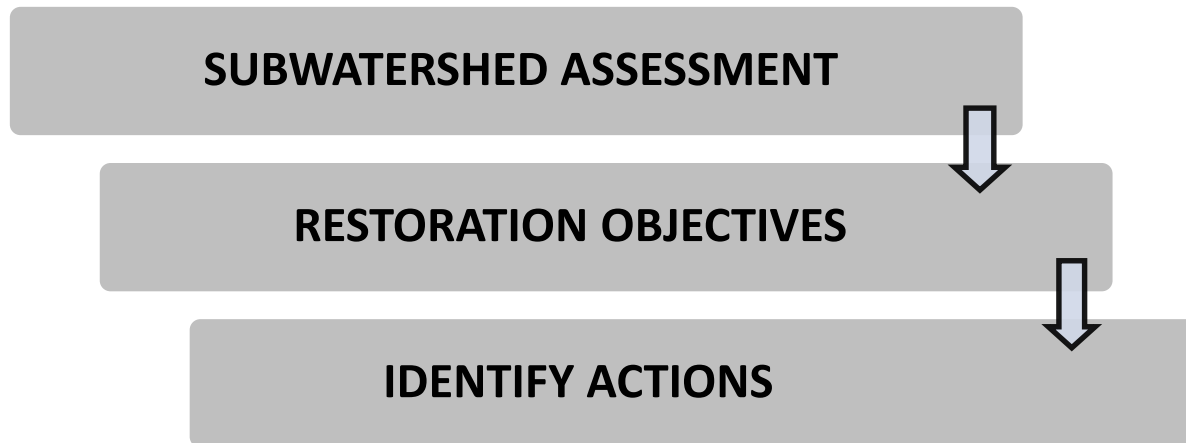 SUBWATERSHED ASSESSMENT
RESTORATION OBJECTIVES
IDENTIFY ACTIONS